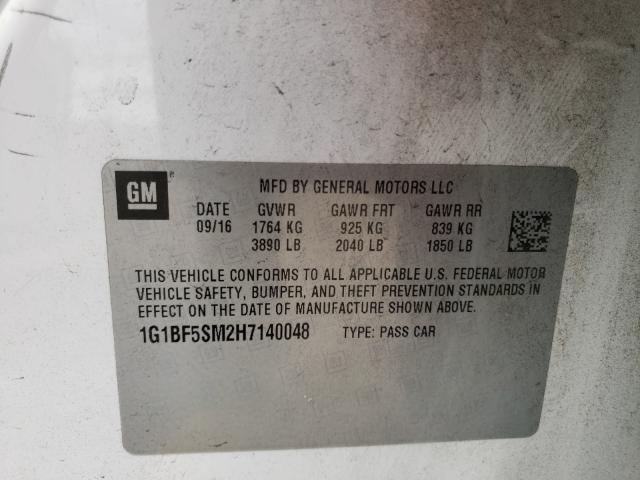 GM
MFD BY GENERAL MOTORS LLC
DATE GVWR GAWR FRT GAWR RR
09/16 1764 KG 925 KG 839 KG
3890 LB 2040 LB 1850 LB
THIS VEHICLE CONFORMS TO ALL APPLICABLE U.S. FEDERAL MOTOR
VEHICLE SAFETY, BUMPER, AND THEFT PREVENTION STANDARDS
IN EFFECT ON THE DATE OF MANUFACTURE SHOWN ABOVE.
1G1BF5SM2H7140048 TYPE: PASS CAR